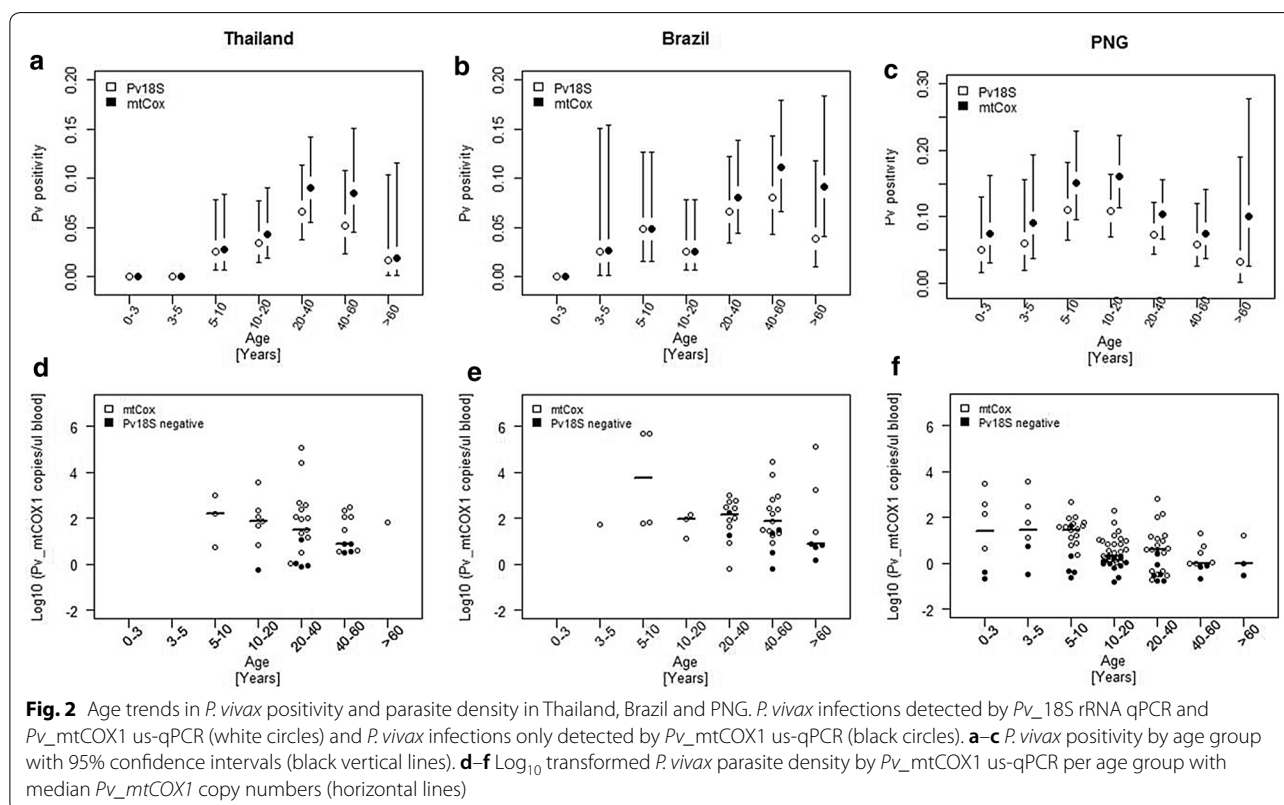 Thailand
Brazil
PNG
a
Pv positivity
0.20
0.15
0.10
0.05
0.00
Pv18S
mtCox
0-3
3-5
5-10
10-20
20-40
40-60
>60
Age
[Years]
b
Pv positivity
0.20
0.15
0.10
0.05
0.00
Pv18S
mtCox
0-3
3-5
5-10
10-20
20-40
40-60
>60
Age
[Years]
c
Pv positivity
0.30
0.20
0.10
0.00
Pv18S
mtCox
0-3
3-5
5-10
10-20
20-40
40-60
>60
Age
[Years]
d
Log10 (Pv_mtCOX1 copies/ul blood]
6
4
2
0
-2
mtCox
Pv18S negative
0-3
3-5
5-10
10-20
20-40
40-60
>60
Age
[Years]
e
Log10 (Pv_mtCOX1 copies/ul blood]
6
4
2
0
-2
mtCox
Pv18S negative
0-3
3-5
5-10
10-20
20-40
40-60
>60
Age
[Years]
f
Log10 (Pv_mtCOX1 copies/ul blood]
6
4
2
0
-2
mtCox
Pv18S negative
0-3
3-5
5-10
10-20
20-40
40-60
>60
Age
[Years]
Fig. 2 Age trends in P. vivax positivity and parasite density in Thailand, Brazil and PNG. P. vivax infections detected by Pv_18S rRNA qPCR and
Pv_mtCOX1 us-qPCR (white circles) and P. vivax infections only detected by Pv_mtCOX1 us-qPCR (black circles). a–c P. vivax positivity by age group
with 95% confidence intervals (black vertical lines). d–f Log10 transformed P. vivax parasite density by Pv_mtCOX1 us-qPCR per age group with
median Pv_mtCOX1 copy numbers (horizontal lines)